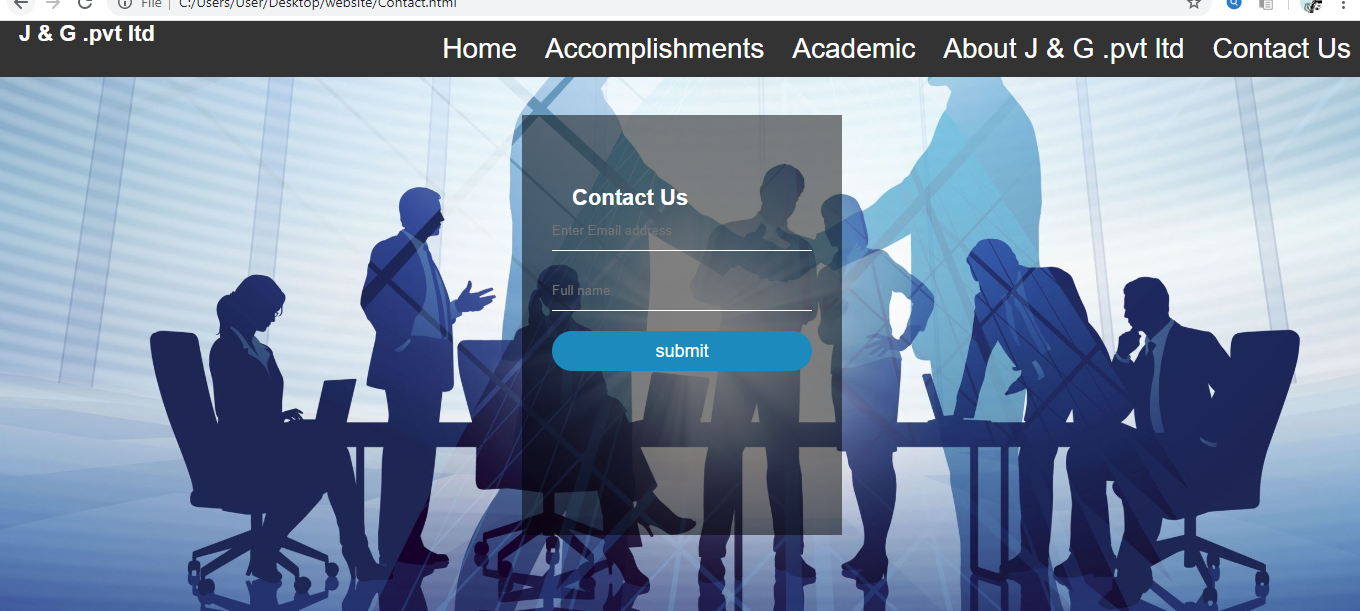 File | C:/Users/User/Desktop/website/Contact.html
J & G .pvt ltd
Home Accomplishments Academic About J & G .pvt ltd Contact Us
Contact Us
Enter Email address
Full name
submit